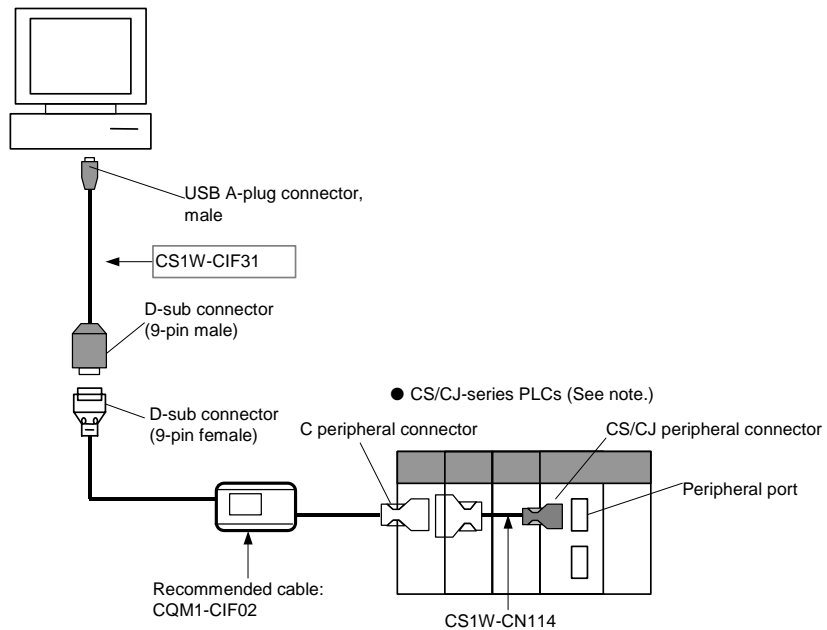 USB A-plug connector,
male
CS1W-CIF31
D-sub connector
(9-pin male)
● CS/CJ-series PLCs (See note.)
D-sub connector
(9-pin female)
C peripheral connector
CS/CJ peripheral connector
Peripheral port
Recommended cable:
CQM1-CIF02
CS1W-CN114